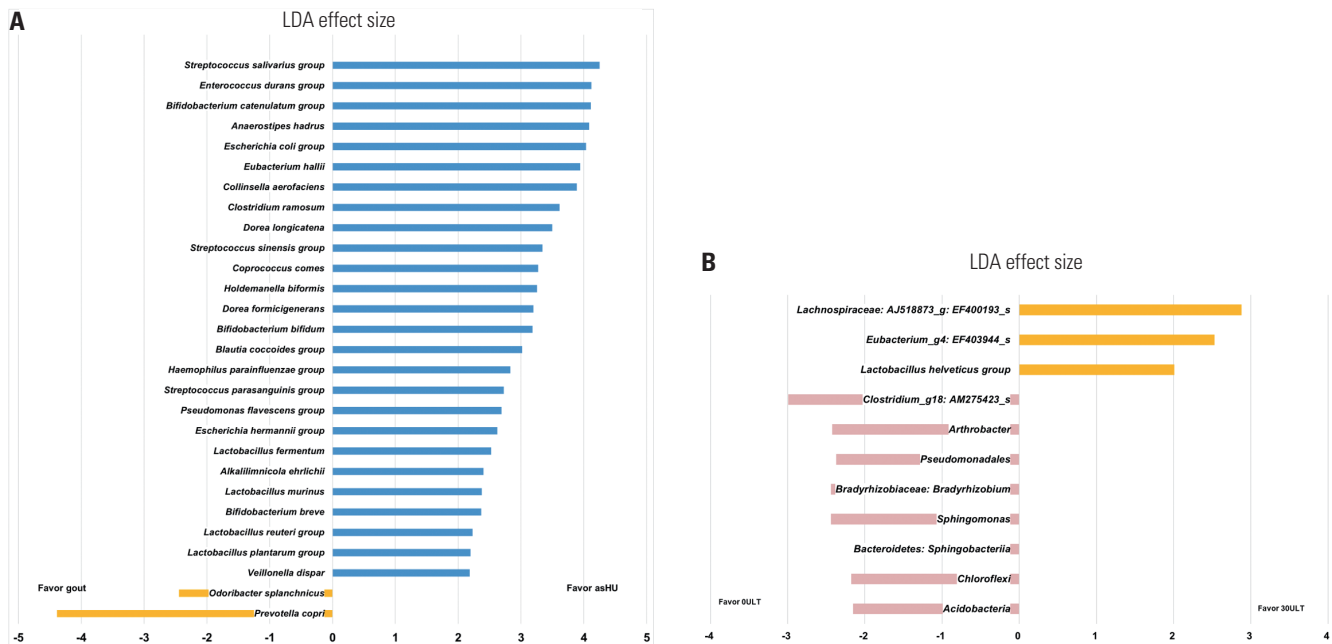 A
LDA effect size
Streptococcus salivarius group
Enterococcus durans group
Bifidobacterium catenulatum group
Anaerostipes hadrus
Escherichia coli group
Eubacterium hallii
Collinsella aerofaciens
Clostridium ramosum
Dorea longicatena
Streptococcus sinensis group
Coprococcus comes
Holdemanella biformis
Dorea formicigenerans
Bifidobacterium bifidum
Blautia coccoides group
Haemophilus parainfluenzae group
Streptococcus parasanguinis group
Pseudomonas flavescens group
Escherichia hermannii group
Lactobacillus fermentum
Alkalilimnicola ehrlichii
Lactobacillus murinus
Bifidobacterium breve
Lactobacillus reuteri group
Lactobacillus plantarum group
Veillonella dispar
Favor gout
Favor asHU
Odoribacter splanchnicus
Prevotella copri
-5 -4 -3 -2 -1 0 1 2 3 4 5
B
LDA effect size
Lachnospiraceae: AJ518873_g: EF400193_s
Eubacterium_g4: EF403944_s
Lactobacillus helveticus group
Clostridium_g18: AM275423_s
Arthrobacter
Pseudomonadales
Bradyrhizobiaceae: Bradyrhizobium
Sphingomonas
Bacteroidetes: Sphingobacteriia
Chloroflexi
Favor 0ULT
Favor 30ULT
Acidobacteria
-4 -3 -2 -1 0 1 2 3 4